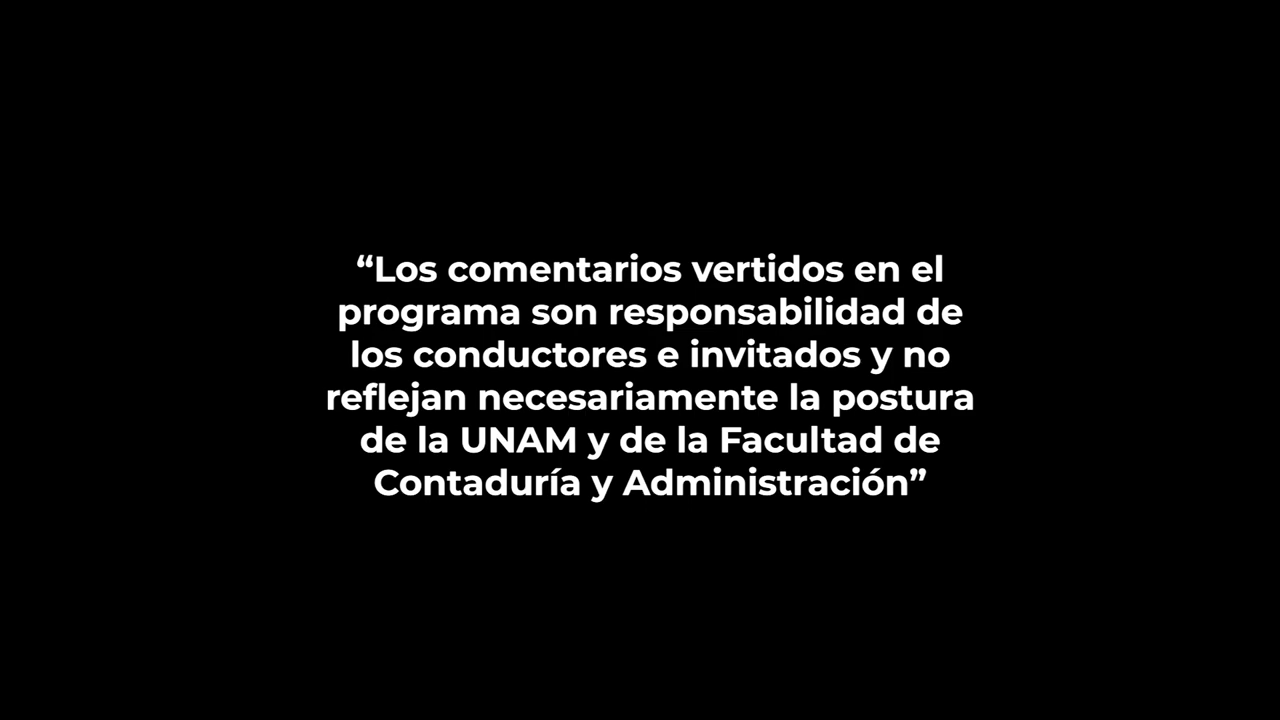 “Los comentarios vertidos en el
programa son responsabilidad de
los conductores e invitados y no
reflejan necesariamente la postura
de la UNAM y de la Facultad de
Contaduría y Administración”